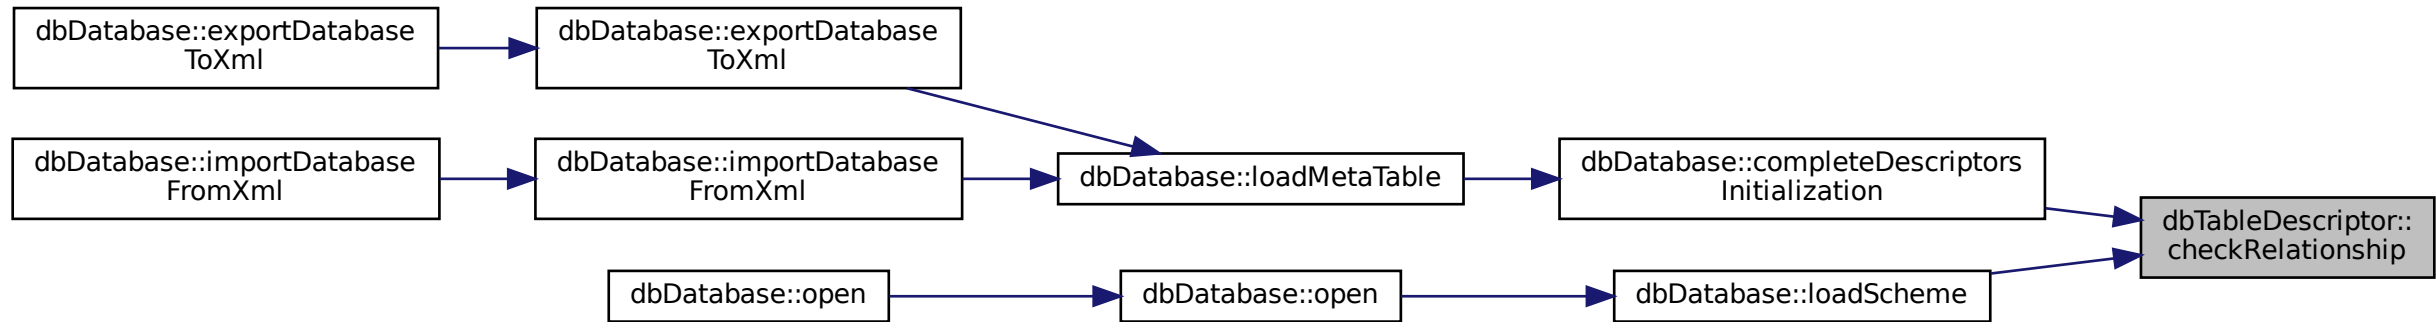 dbDatabase::exportDatabase
ToXml
dbDatabase::exportDatabase
ToXml
dbDatabase::importDatabase
FromXml
dbDatabase::importDatabase
FromXml
dbDatabase::loadMetaTable
dbDatabase::completeDescriptors
Initialization
dbTableDescriptor::
checkRelationship
dbDatabase::open
dbDatabase::open
dbDatabase::loadScheme